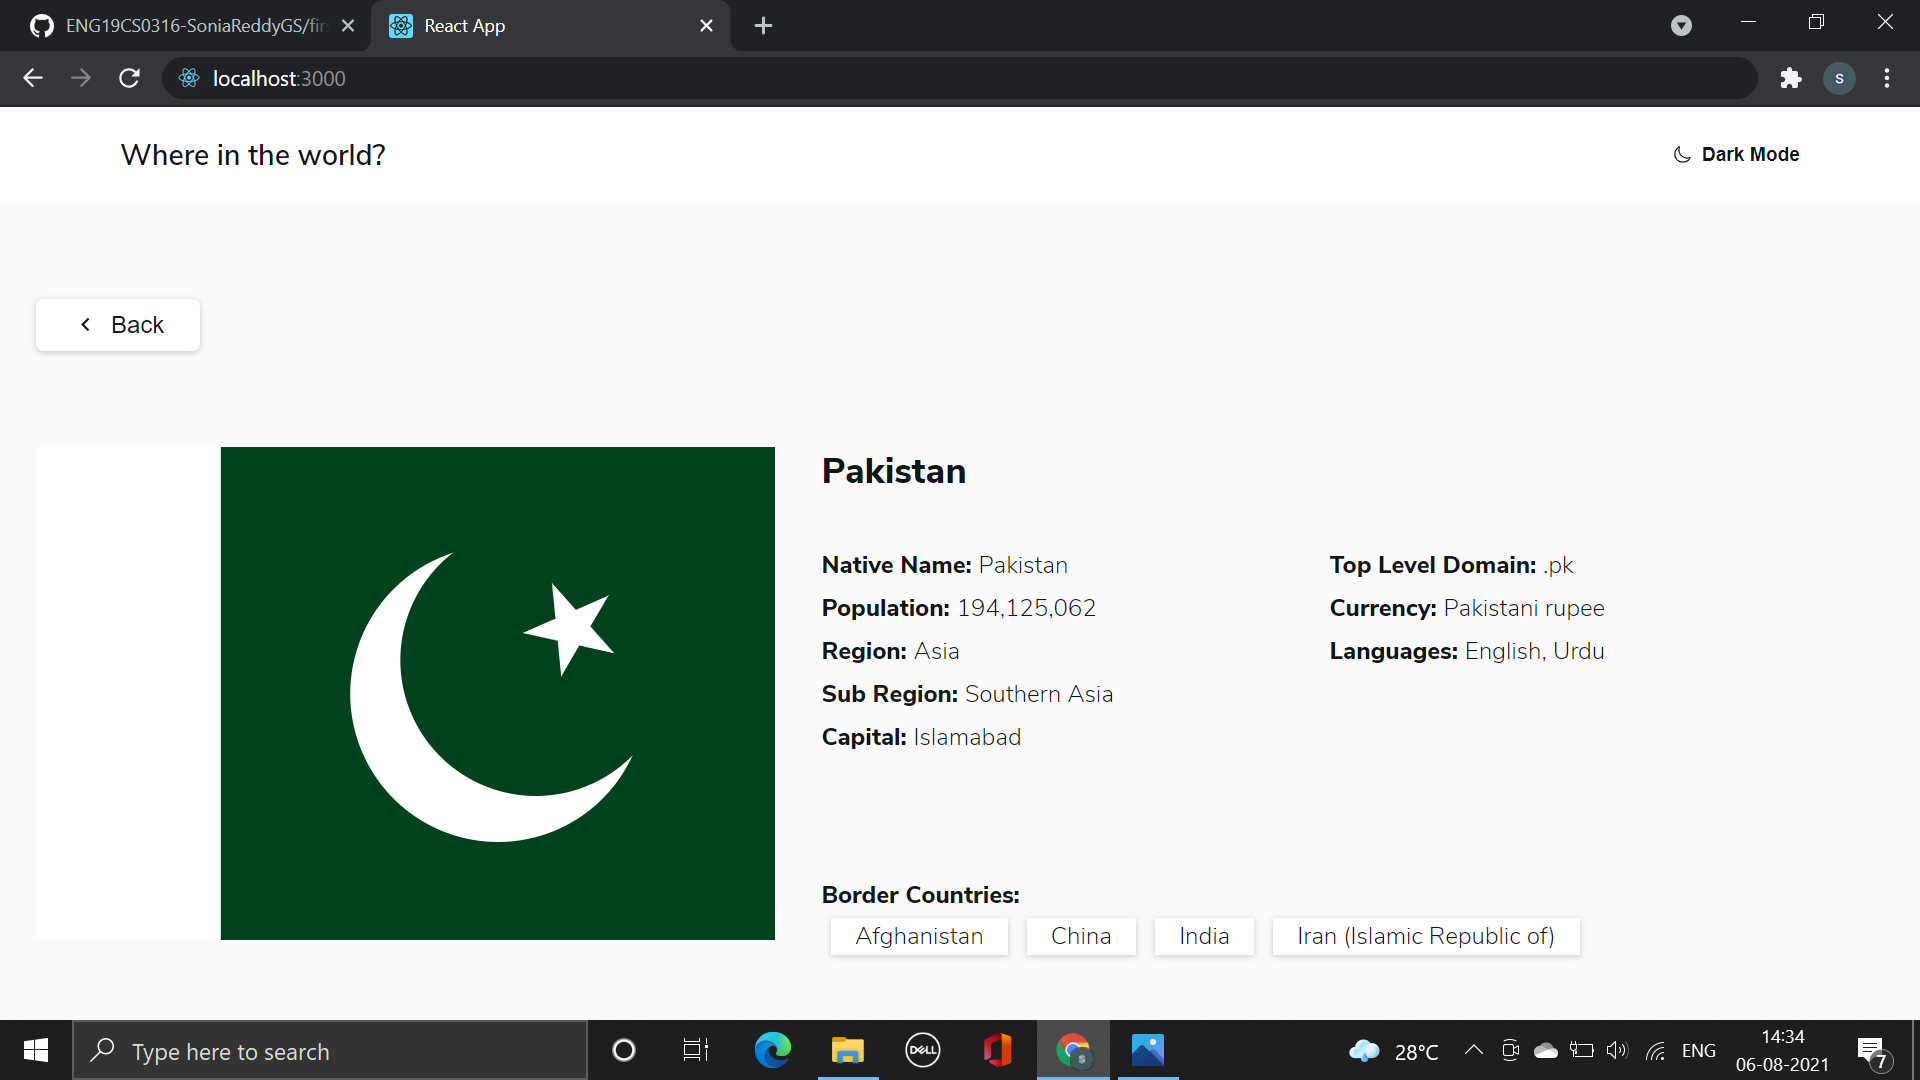 ENG19CS0316-SoniaReddyGS/fir
React App
localhost:3000
s
Where in the world?
Dark Mode
Back
Pakistan
Native Name: Pakistan
Population: 194,125,062
Region: Asia
Sub Region: Southern Asia
Capital: Islamabad
Top Level Domain: .pk
Currency: Pakistani rupee
Languages: English, Urdu
Border Countries:
Afghanistan
China
India
Iran (Islamic Republic of)
Type here to search
DELL
s
28°C
ENG
14:34
06-08-2021
7